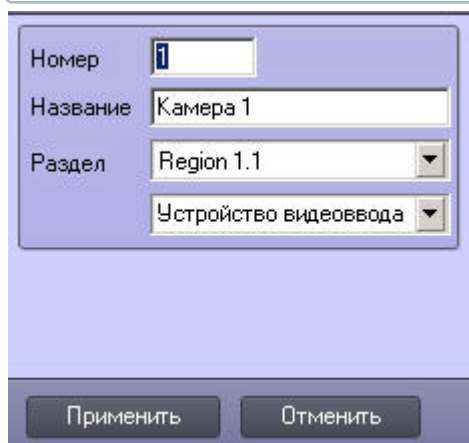 Номер 1
Название Камера 1
Раздел Region 1.1
Устройство видеоввода
Применить Отменить